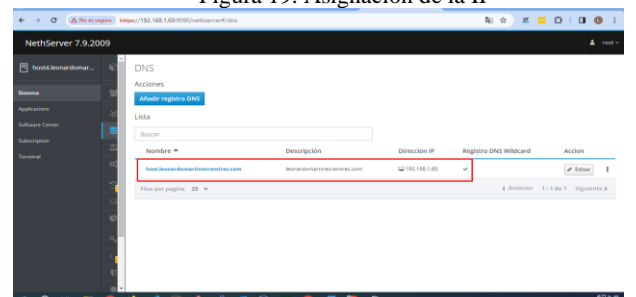 Figura 19. Asignación de la IP
No es seguro https://192.168.1.60:9090/nethserver#/dns
NethServer 7.9.2009
root
host4.leonardomar...
DNS
Acciones
Añadir registro DNS
Sistema
Applications
Lista
Software Center
Buscar
Subscription
Nombre Descripción Direccion IP Registro DNS Wildcard Accion
Terminal
host.leonardomartinezramirez.com leonardomartinezramirez.com 192.168.1.60 Editar
Filas por pagina 25 Anterior 1 - 1 de 1 Siguiente